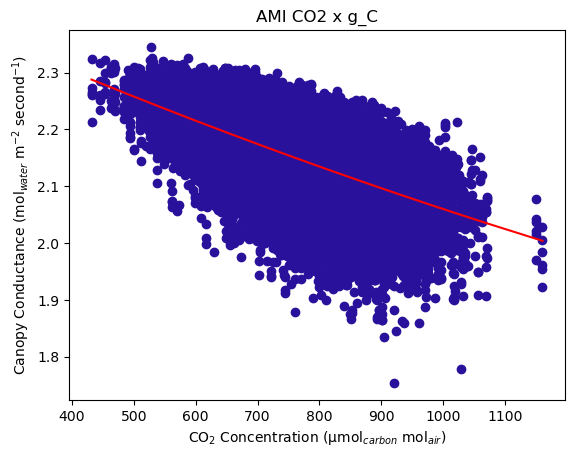 AMI CO2 x g_C
Canopy Conductance (mol_water m⁻² second⁻¹)
2.3
2.2
2.1
2.0
1.9
1.8
400 500 600 700 800 900 1000 1100
CO₂ Concentration (μmol_carbon mol_air)